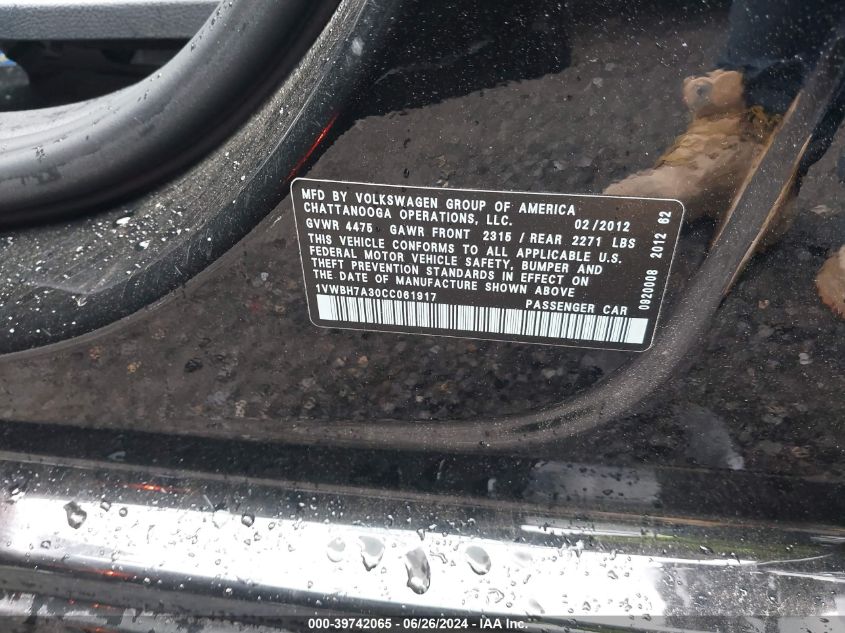 MFD BY VOLKSWAGEN GROUP OF AMERICA
CHATTANOOGA OPERATIONS, LLC. 02/2012
GVWR 4475 GAWR FRONT 2315 / REAR 2271 LBS
THIS VEHICLE CONFORMS TO ALL APPLICABLE U.S.
FEDERAL MOTOR VEHICLE SAFETY, BUMPER AND
THEFT PREVENTION STANDARDS IN EFFECT ON
THE DATE OF MANUFACTURE SHOWN ABOVE
1VWBH7A30CC061917 PASSENGER CAR
0920008 2012 62
000-39742065 - 06/26/2024 - IAA Inc.